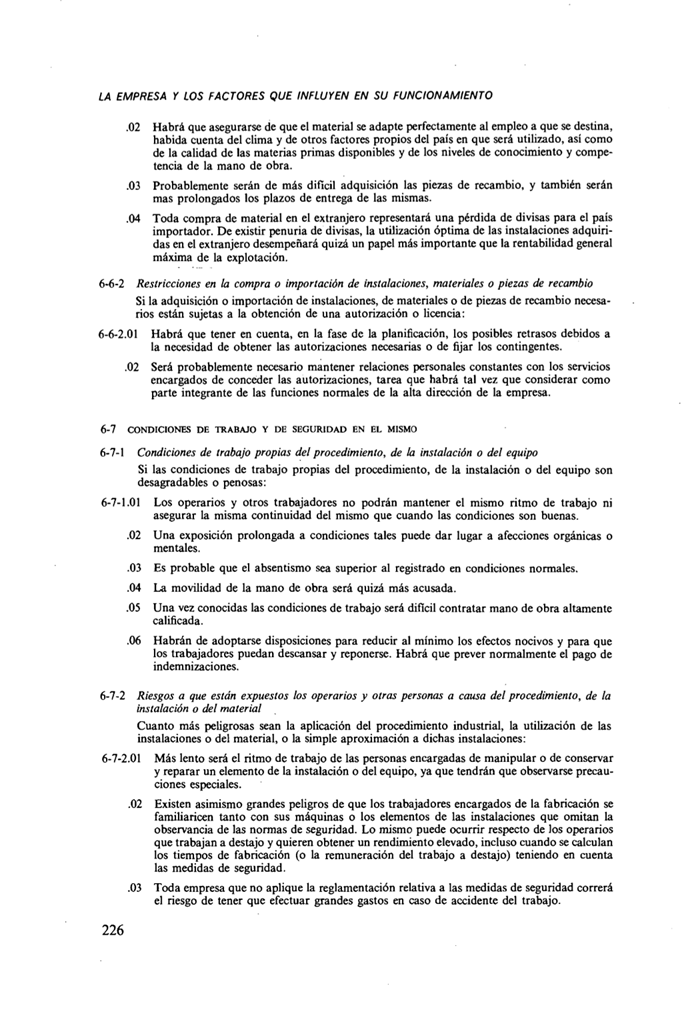 LA EMPRESA Y LOS FACTORES QUE INFLUYEN EN SU FUNCIONAMIENTO
.02 Habrá que asegurarse de que el material se adapte perfectamente al empleo a que se destina,
habida cuenta del clima y de otros factores propios del país en que será utilizado, así como
de la calidad de las materias primas disponibles y de los niveles de conocimiento y compe-
tencia de la mano de obra.
.03 Probablemente serán de más difícil adquisición las piezas de recambio, y también serán
mas prolongados los plazos de entrega de las mismas.
.04 Toda compra de material en el extranjero representará una pérdida de divisas para el país
importador. De existir penuria de divisas, la utilización óptima de las instalaciones adquiri-
das en el extranjero desempeñará quizá un papel más importante que la rentabilidad general
máxima de la explotación.
6-6-2 Restricciones en la compra o importación de instalaciones, materiales o piezas de recambio
Si la adquisición o importación de instalaciones, de materiales o de piezas de recambio necesa-
rios están sujetas a la obtención de una autorización o licencia:
6-6-2.01 Habrá que tener en cuenta, en la fase de la planificación, los posibles retrasos debidos a
la necesidad de obtener las autorizaciones necesarias o de fijar los contingentes.
.02 Será probablemente necesario mantener relaciones personales constantes con los servicios
encargados de conceder las autorizaciones, tarea que habrá tal vez que considerar como
parte integrante de las funciones normales de la alta dirección de la empresa.
6-7 CONDICIONES DE TRABAJO Y DE SEGURIDAD EN EL MISMO
6-7-1 Condiciones de trabajo propias del procedimiento, de la instalación o del equipo
Si las condiciones de trabajo propias del procedimiento, de la instalación o del equipo son
desagradables o penosas:
6-7-1.01 Los operarios y otros trabajadores no podrán mantener el mismo ritmo de trabajo ni
asegurar la misma continuidad del mismo que cuando las condiciones son buenas.
.02 Una exposición prolongada a condiciones tales puede dar lugar a afecciones orgánicas o
mentales.
.03 Es probable que el absentismo sea superior al registrado en condiciones normales.
.04 La movilidad de la mano de obra será quizá más acusada.
.05 Una vez conocidas las condiciones de trabajo será difícil contratar mano de obra altamente
calificada.
.06 Habrán de adoptarse disposiciones para reducir al mínimo los efectos nocivos y para que
los trabajadores puedan descansar y reponerse. Habrá que prever normalmente el pago de
indemnizaciones.
6-7-2 Riesgos a que están expuestos los operarios y otras personas a causa del procedimiento, de la
instalación o del material
Cuanto más peligrosas sean la aplicación del procedimiento industrial, la utilización de las
instalaciones o del material, o la simple aproximación a dichas instalaciones:
6-7-2.01 Más lento será el ritmo de trabajo de las personas encargadas de manipular o de conservar
y reparar un elemento de la instalación o del equipo, ya que tendrán que observarse precau-
ciones especiales.
.02 Existen asimismo grandes peligros de que los trabajadores encargados de la fabricación se
familiaricen tanto con sus máquinas o los elementos de las instalaciones que omitan la
observancia de las normas de seguridad. Lo mismo puede ocurrir respecto de los operarios
que trabajan a destajo y quieren obtener un rendimiento elevado, incluso cuando se calculan
los tiempos de fabricación (o la remuneración del trabajo a destajo) teniendo en cuenta
las medidas de seguridad.
.03 Toda empresa que no aplique la reglamentación relativa a las medidas de seguridad correrá
el riesgo de tener que efectuar grandes gastos en caso de accidente del trabajo.
226